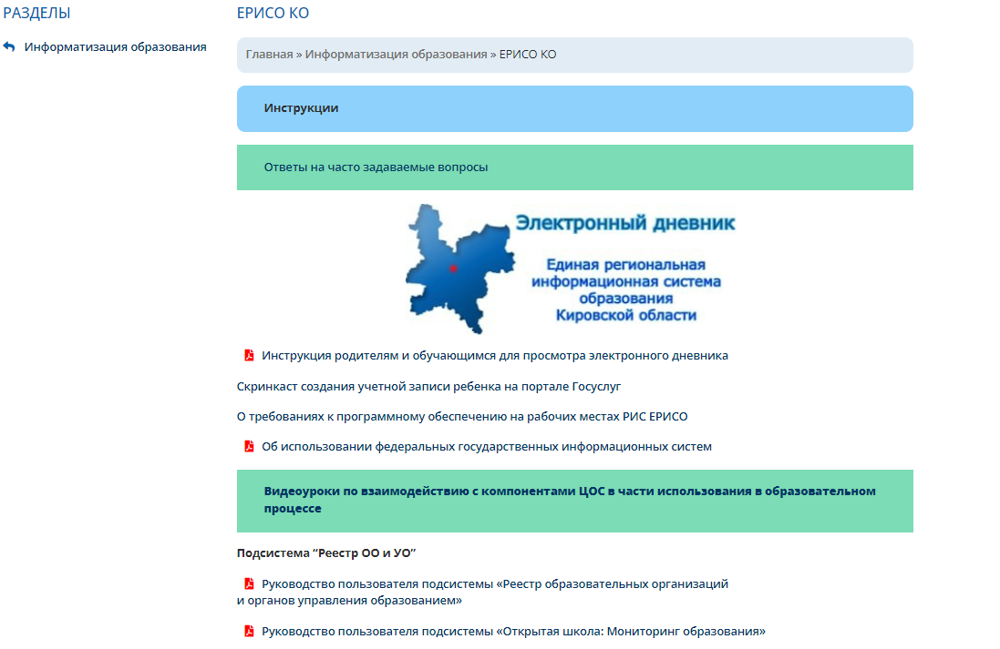 РАЗДЕЛЫ
Информатизация образования
ЕРИСО КО
Главная » Информатизация образования » ЕРИСО КО
Инструкции
Ответы на часто задаваемые вопросы
Электронный дневник
Единая региональная
информационная система
образования
Кировской области
Инструкция родителям и обучающимся для просмотра электронного дневника
Скринкаст создания учетной записи ребенка на портале Госуслуг
О требованиях к программному обеспечению на рабочих местах РИС ЕРИСО
Об использовании федеральных государственных информационных систем
Видеоуроки по взаимодействию с компонентами ЦОС в части использования в образовательном
процессе
Подсистема “Реестр ОО и УО”
Руководство пользователя подсистемы «Реестр образовательных организаций
и органов управления образованием»
Руководство пользователя подсистемы «Открытая школа: Мониторинг образования»